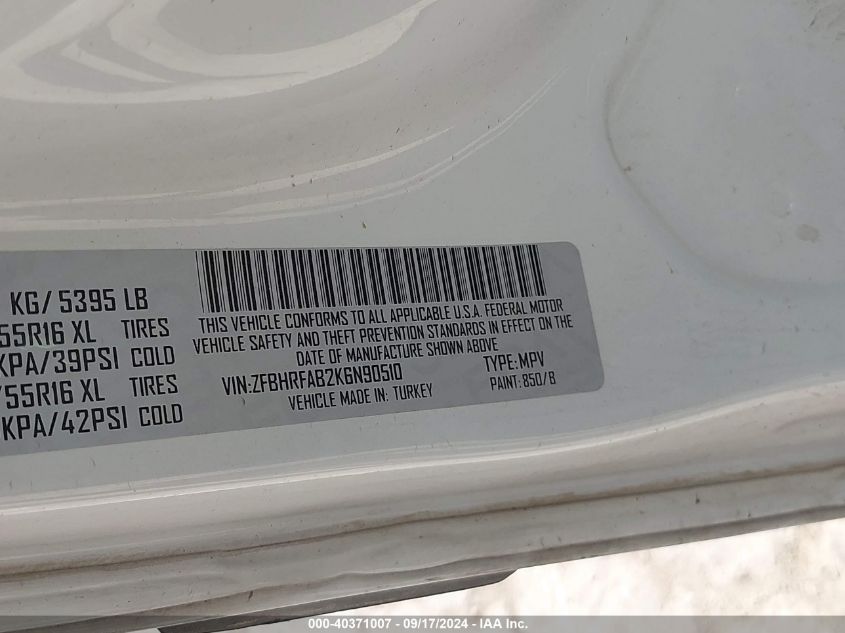 KG/ 5395 LB
55R16 XL TIRES
KPA/39PSI COLD
/55R16 XL TIRES
KPA/42PSI COLD
THIS VEHICLE CONFORMS TO ALL APPLICABLE U.S.A. FEDERAL MOTOR
VEHICLE SAFETY AND THEFT PREVENTION STANDARDS IN EFFECT ON THE
DATE OF MANUFACTURE SHOWN ABOVE
VIN:ZFBHRFAB2K6N90510 TYPE:MPV
VEHICLE MADE IN: TURKEY PAINT: 850/B
000-40371007 - 09/17/2024 - IAA Inc.